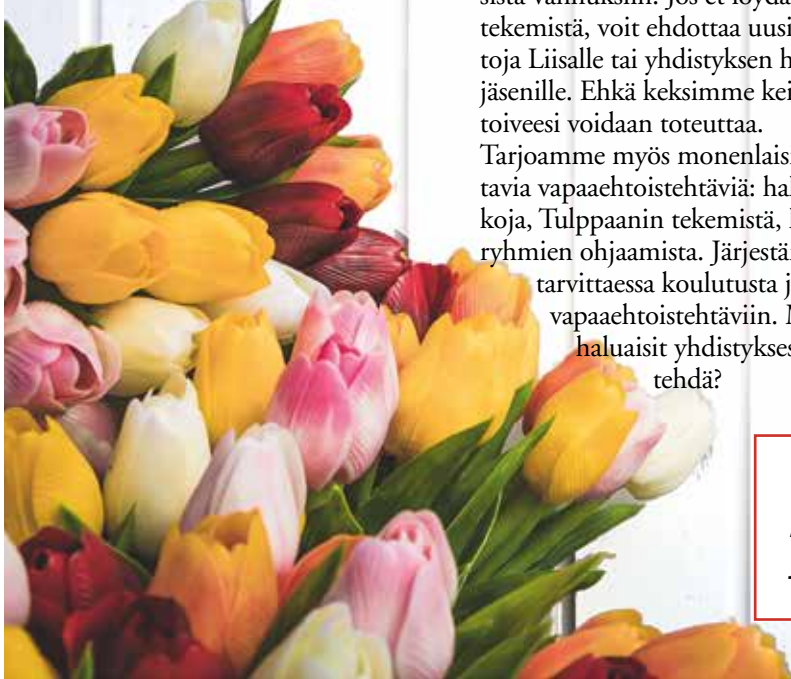 tekemistä, voit ehdottaa uusi
toja Liisalle tai yhdistyksen h
jäsenille. Ehkä keksimme kei
toiveesi voidaan toteuttaa.
Tarjoamme myös monenlais
tavia vapaaehtoistehtäviä: hal
koja, Tulppaanin tekemistä,
ryhmien ohjaamista. Järjestä
tarvittaessa koulutusta j
vapaaehtoistehtäviin.
haluaisit yhdistykses
tehdä?